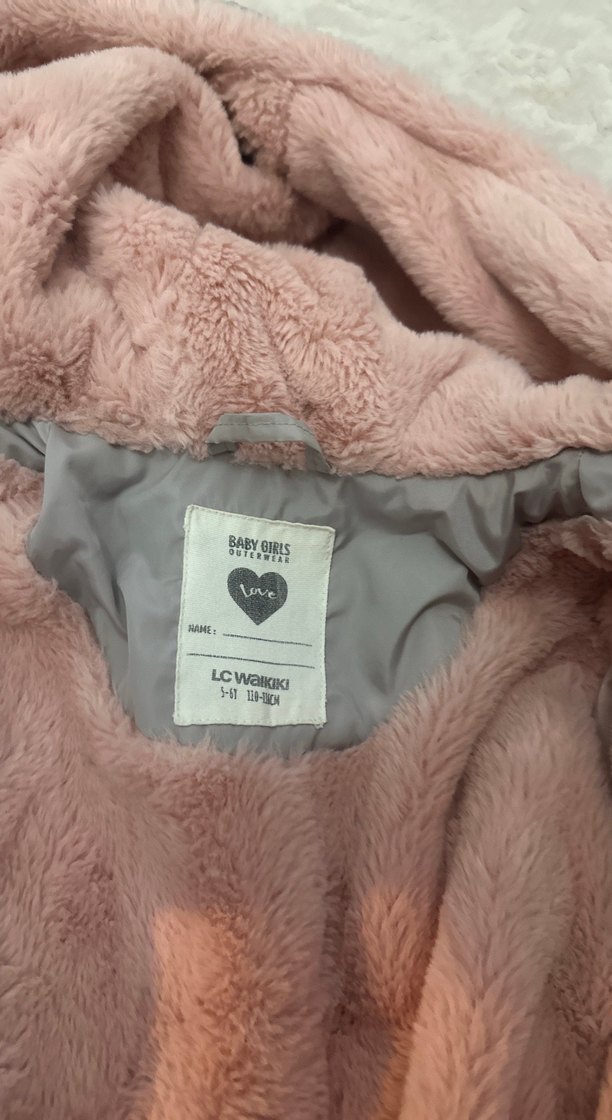 BABY GIRLS
OUTERWEAR
Love
NAME:
LC WAIKIKI
5-6Y 110-116CM